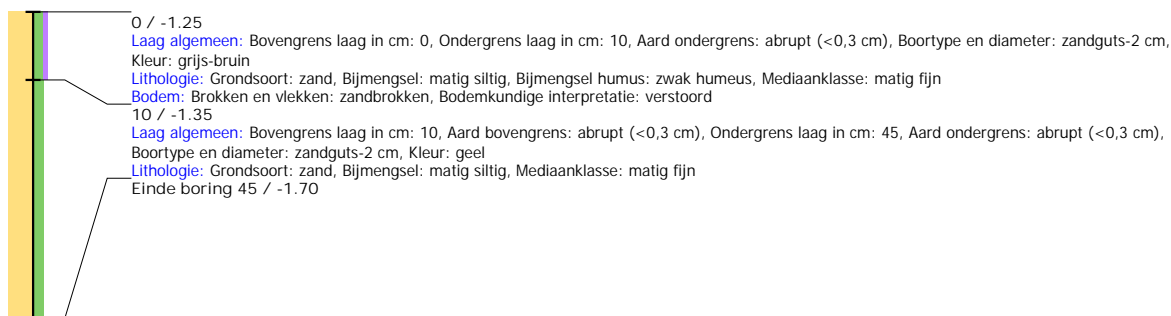 0 / -1.25
Laag algemeen: Bovengrens laag in cm: 0, Ondergrens laag in cm: 10, Aard ondergrens: abrupt (<0,3 cm), Boortype en diameter: zandguts-2 cm,
Kleur: grijs-bruin
Lithologie: Grondsoort: zand, Bijmengsel: matig siltig, Bijmengsel humus: zwak humeus, Mediaanklasse: matig fijn
Bodem: Brokken en vlekken: zandbrokken, Bodemkundige interpretatie: verstoord
10 / -1.35
Laag algemeen: Bovengrens laag in cm: 10, Aard bovengrens: abrupt (<0,3 cm), Ondergrens laag in cm: 45, Aard ondergrens: abrupt (<0,3 cm),
Boortype en diameter: zandguts-2 cm, Kleur: geel
Lithologie: Grondsoort: zand, Bijmengsel: matig siltig, Mediaanklasse: matig fijn
Einde boring 45 / -1.70